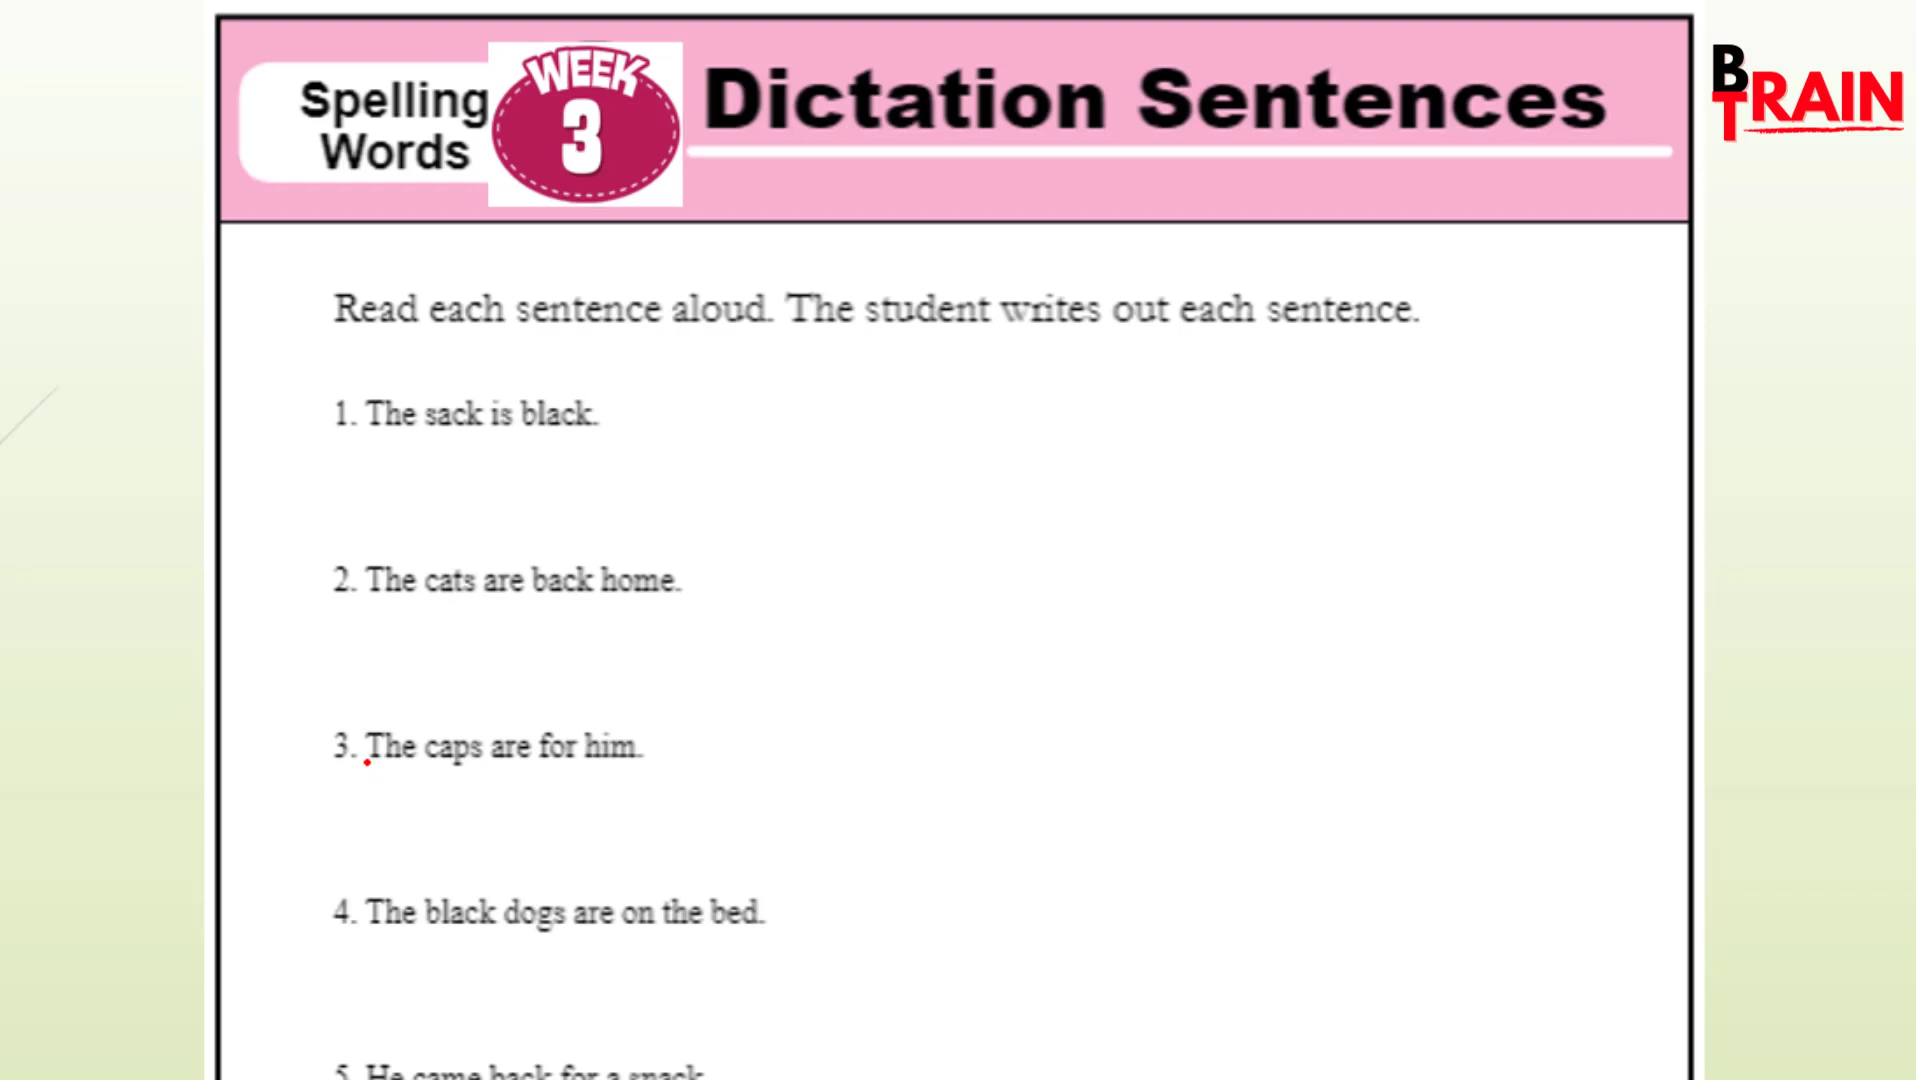 Spelling
Words
WEEK
3
Dictation Sentences
BTRAIN
Read each sentence aloud. The student writes out each sentence.
1. The sack is black.
2. The cats are back home.
3. The caps are for him.
4. The black dogs are on the bed.
5. He came back for a snack.